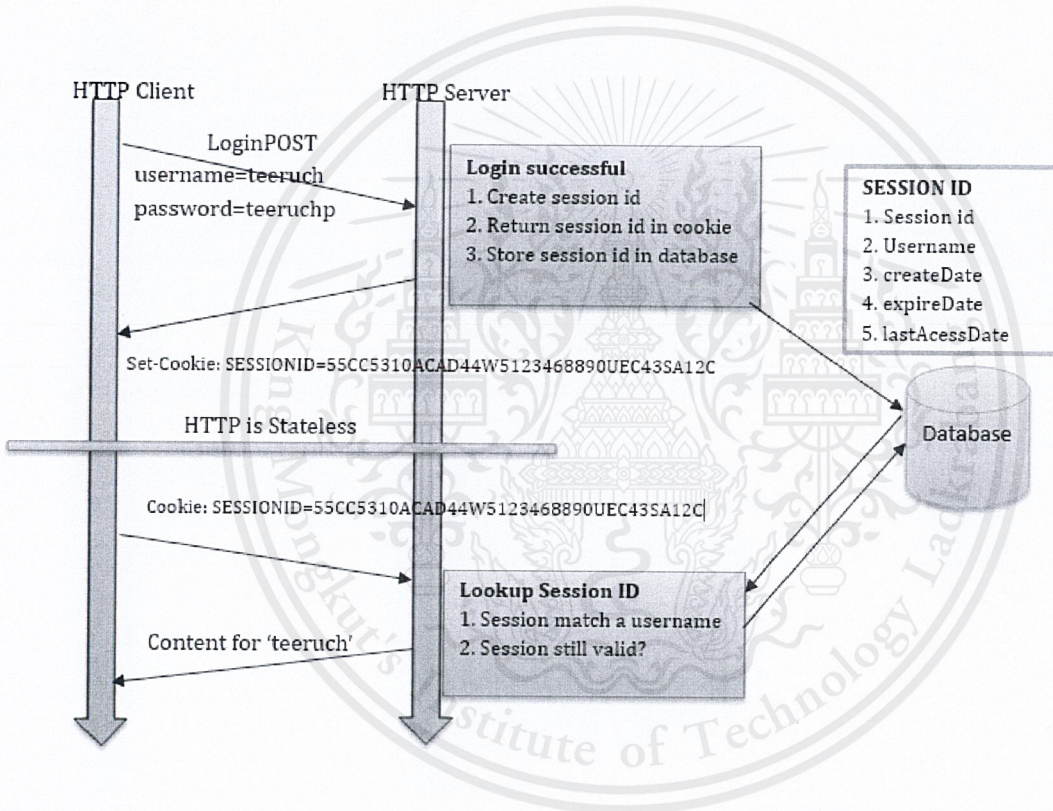 HTTP Client
HTTP Server
LoginPOST
username=teeruch
password=teeruchp
Login successful
1. Create session id
2. Return session id in cookie
3. Store session id in database
SESSION ID
1. Session id
2. Username
3. createDate
4. expireDate
5. lastAcessDate
Set-Cookie: SESSIONID=55CC5310ACAD44W5123468890UEC43SA12C
HTTP is Stateless
Database
Cookie: SESSIONID=55CC5310ACAD44W5123468890UEC43SA12C
Lookup Session ID
1. Session match a username
2. Session still valid?
Content for 'teeruch'
King Mongkut's Institute of Technology Ladkrabang